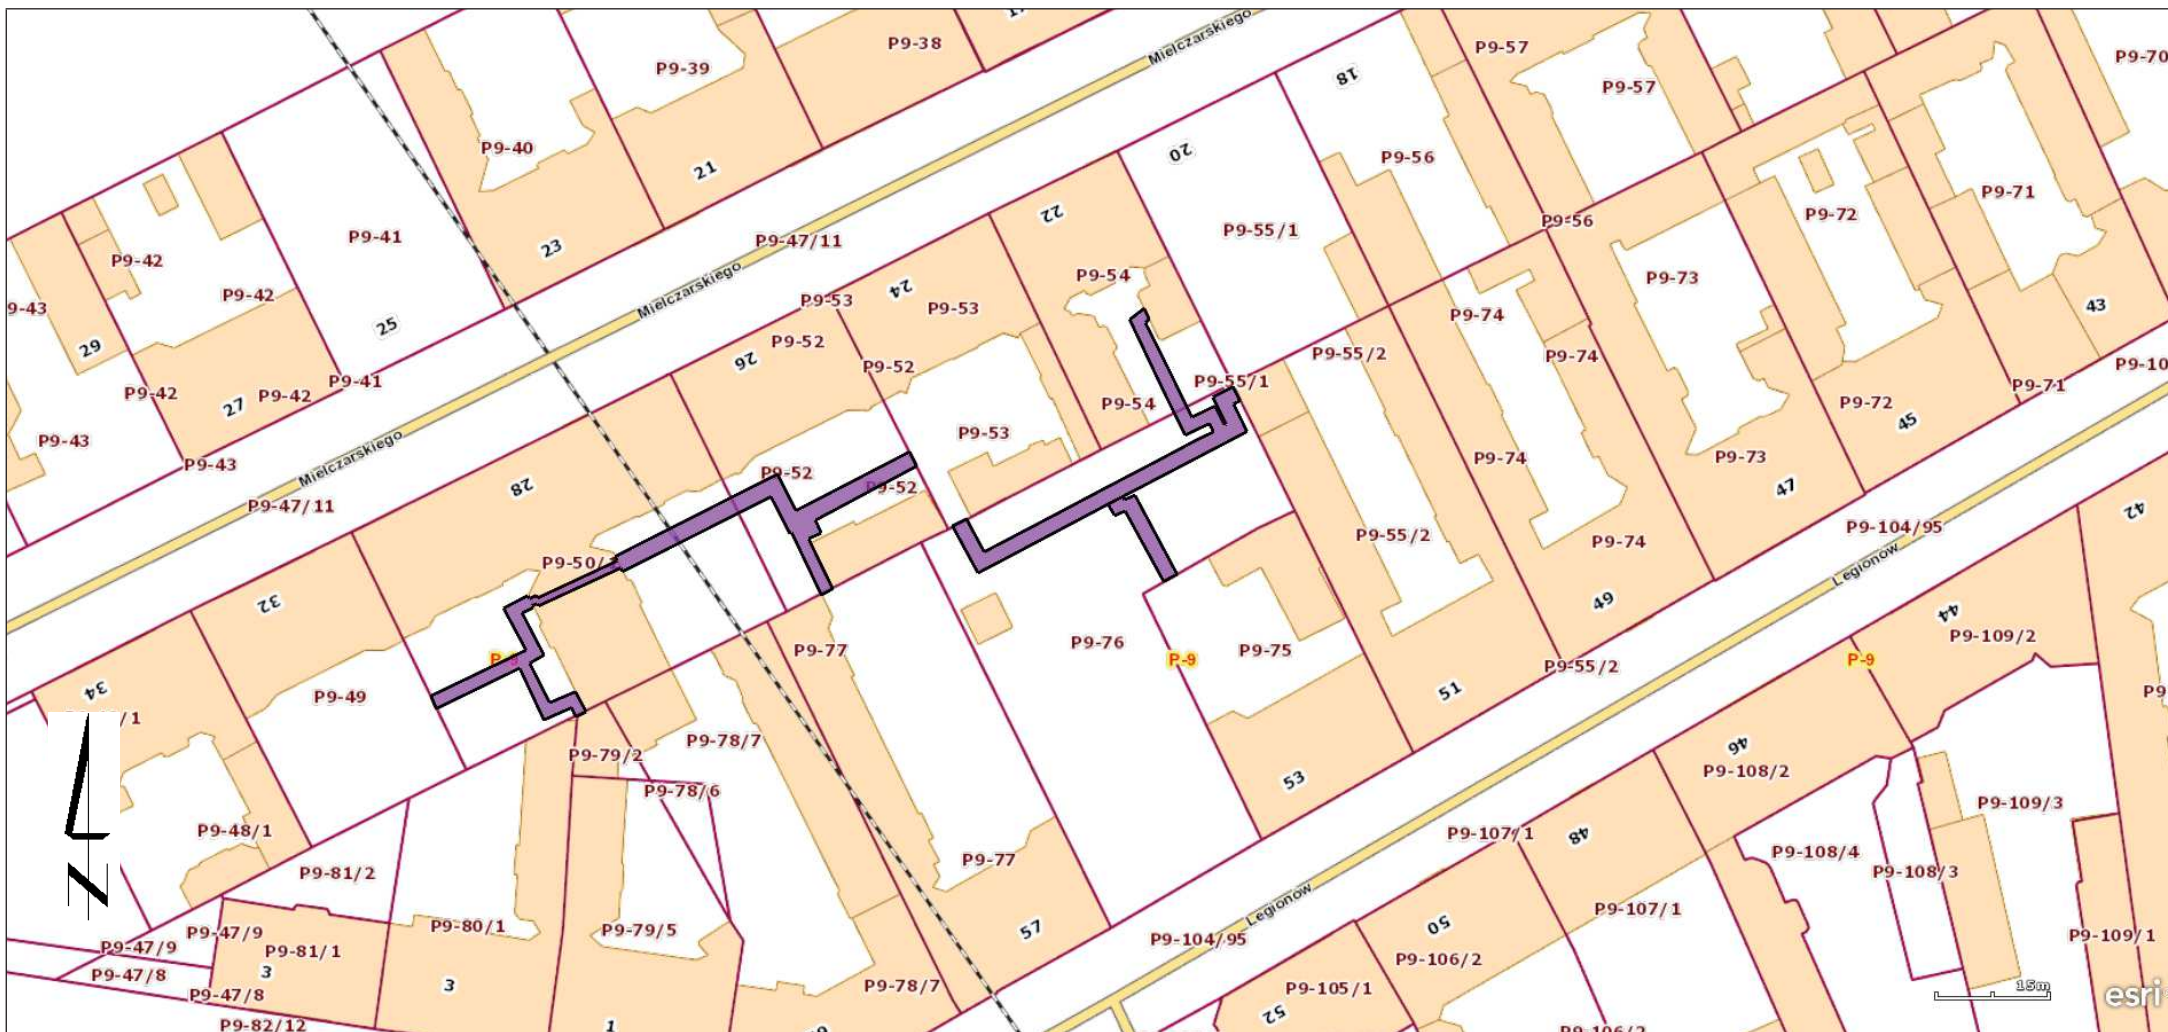 Mielczarskiego
P9-38
P9-39
P9-57
P9-57
P9-70
18
P9-40
21
20
P9-56
P9-42
P9-42
P9-41
23
P9-47/11
22
P9-55/1
P9-56
P9-72
P9-71
29
25
Mielczarskiego
P9-53
24
P9-53
P9-54
P9-74
P9-73
43
P9-42
27
P9-42
P9-41
26
P9-52
P9-52
P9-55/2
P9-74
P9-71
P9-43
P9-43
Mielczarskiego
P9-54
P9-55/1
P9-72
45
P9-47/11
28
P9-52
P9-52
P9-53
P9-74
P9-73
47
P9-55/2
P9-74
P9-104/95
42
32
Legionów
49
P9-49
P9-77
P9-76
P-9
P9-75
P9-55/2
44
P9-109/2
P-9
34
51
P9-79/2
P9-78/7
P9-78/6
53
46
P9-108/2
P9-48/1
P9-107/1
48
P9-109/3
P9-81/2
P9-77
P9-108/4
P9-108/3
P9-47/9
P9-47/9
P9-81/1
P9-80/1
P9-79/5
57
Legionów
P9-107/1
50
P9-104/95
P9-106/2
P9-109/1
P9-47/8
P9-47/8
3
3
P9-78/7
P9-105/1
52
15m
esri
P9-82/12
1
N